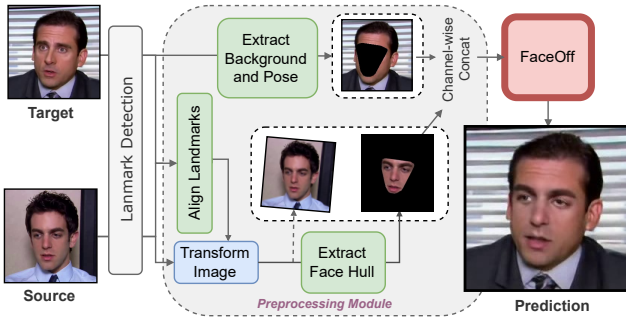 Target
Source
Lanmark Detection
Extract
Background
and Pose
Align Landmarks
Transform
Image
Extract
Face Hull
Preprocessing Module
Channel-wise
Concat
FaceOff
Prediction